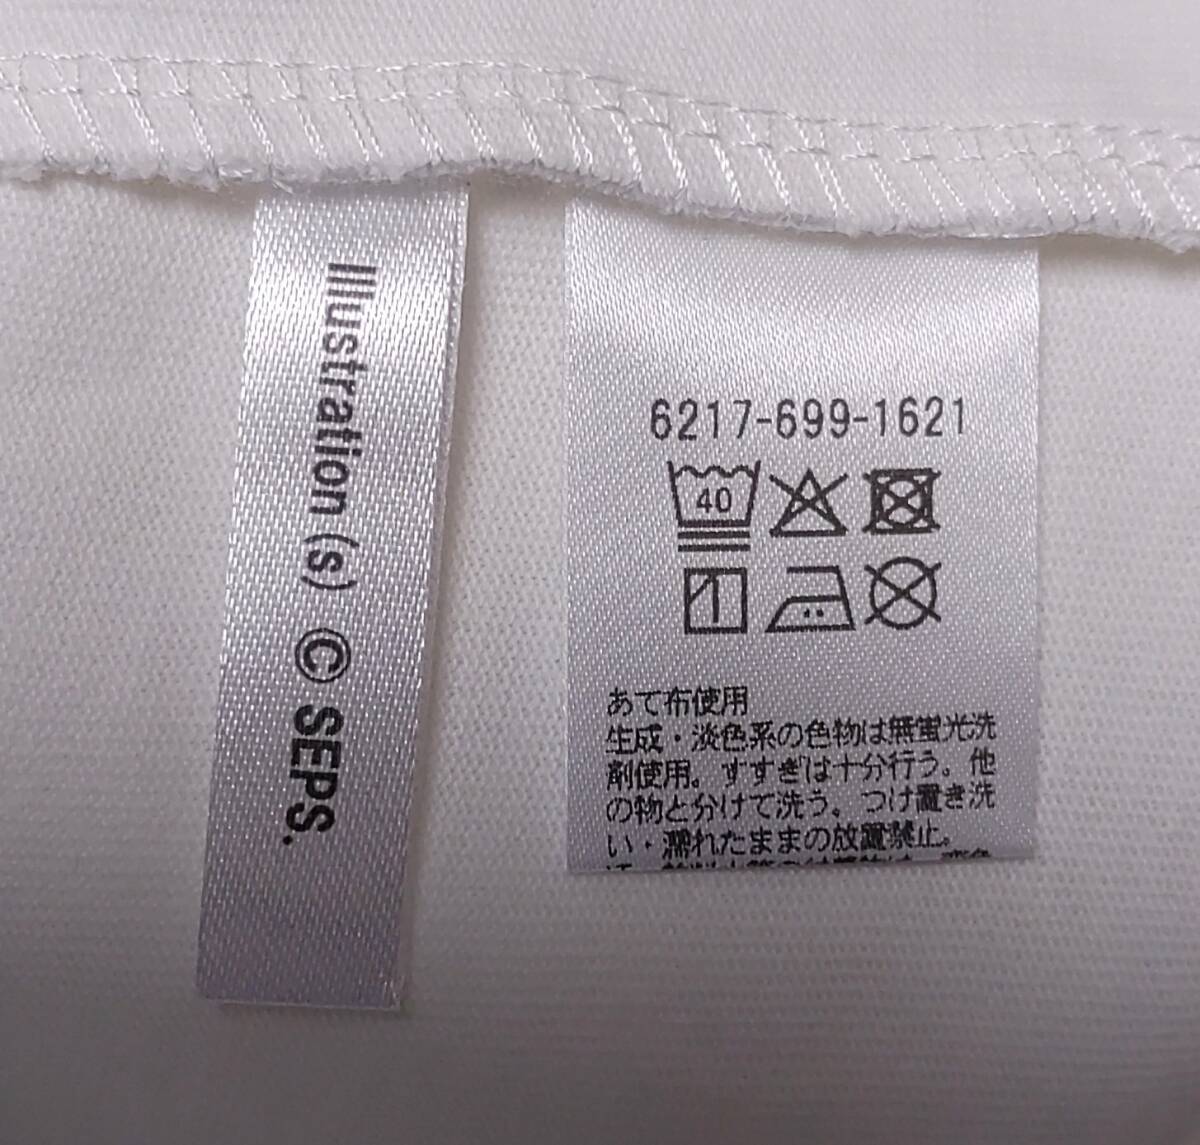 Illustration(s) © SEPS.
6217-699-1621
40
あて布使用
生成・淡色系の色物は無蛍光洗
剤使用。すすぎは十分行う。他
の物と分けて洗う。つけ置き洗
い・濡れたままの放置禁止。